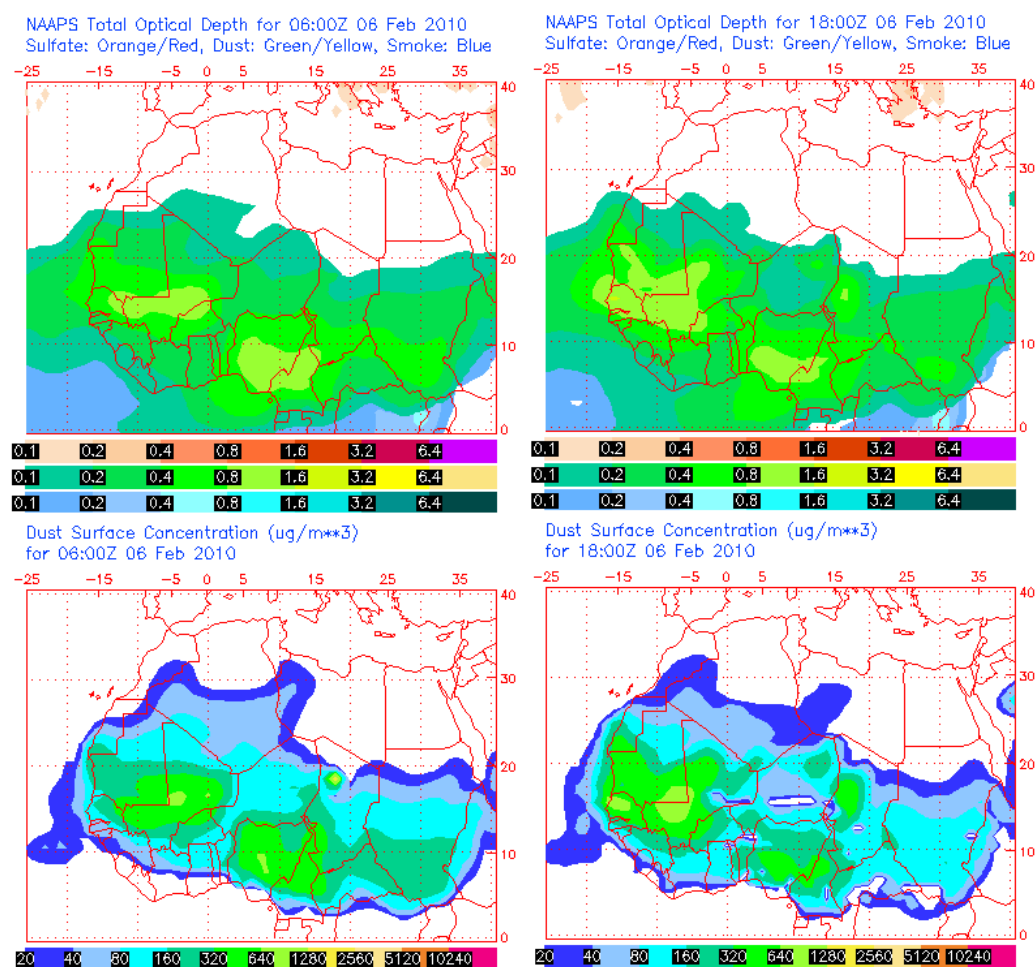 NAAPS Total Optical Depth for 06:00Z 06 Feb 2010
Sulfate: Orange/Red, Dust: Green/Yellow, Smoke: Blue
-25 -15 -5 0 5 15 25 35
40
30
20
10
0
0.1 0.2 0.4 0.8 1.6 3.2 6.4
0.1 0.2 0.4 0.8 1.6 3.2 6.4
0.1 0.2 0.4 0.8 1.6 3.2 6.4
NAAPS Total Optical Depth for 18:00Z 06 Feb 2010
Sulfate: Orange/Red, Dust: Green/Yellow, Smoke: Blue
-25 -15 -5 0 5 15 25 35
40
30
20
10
0
0.1 0.2 0.4 0.8 1.6 3.2 6.4
0.1 0.2 0.4 0.8 1.6 3.2 6.4
0.1 0.2 0.4 0.8 1.6 3.2 6.4
Dust Surface Concentration (ug/m**3)
for 06:00Z 06 Feb 2010
-25 -15 -5 0 5 15 25 35
40
30
20
10
0
20 40 80 160 320 640 1280 2560 5120 10240
Dust Surface Concentration (ug/m**3)
for 18:00Z 06 Feb 2010
-25 -15 -5 0 5 15 25 35
40
30
20
10
0
20 40 80 160 320 640 1280 2560 5120 10240